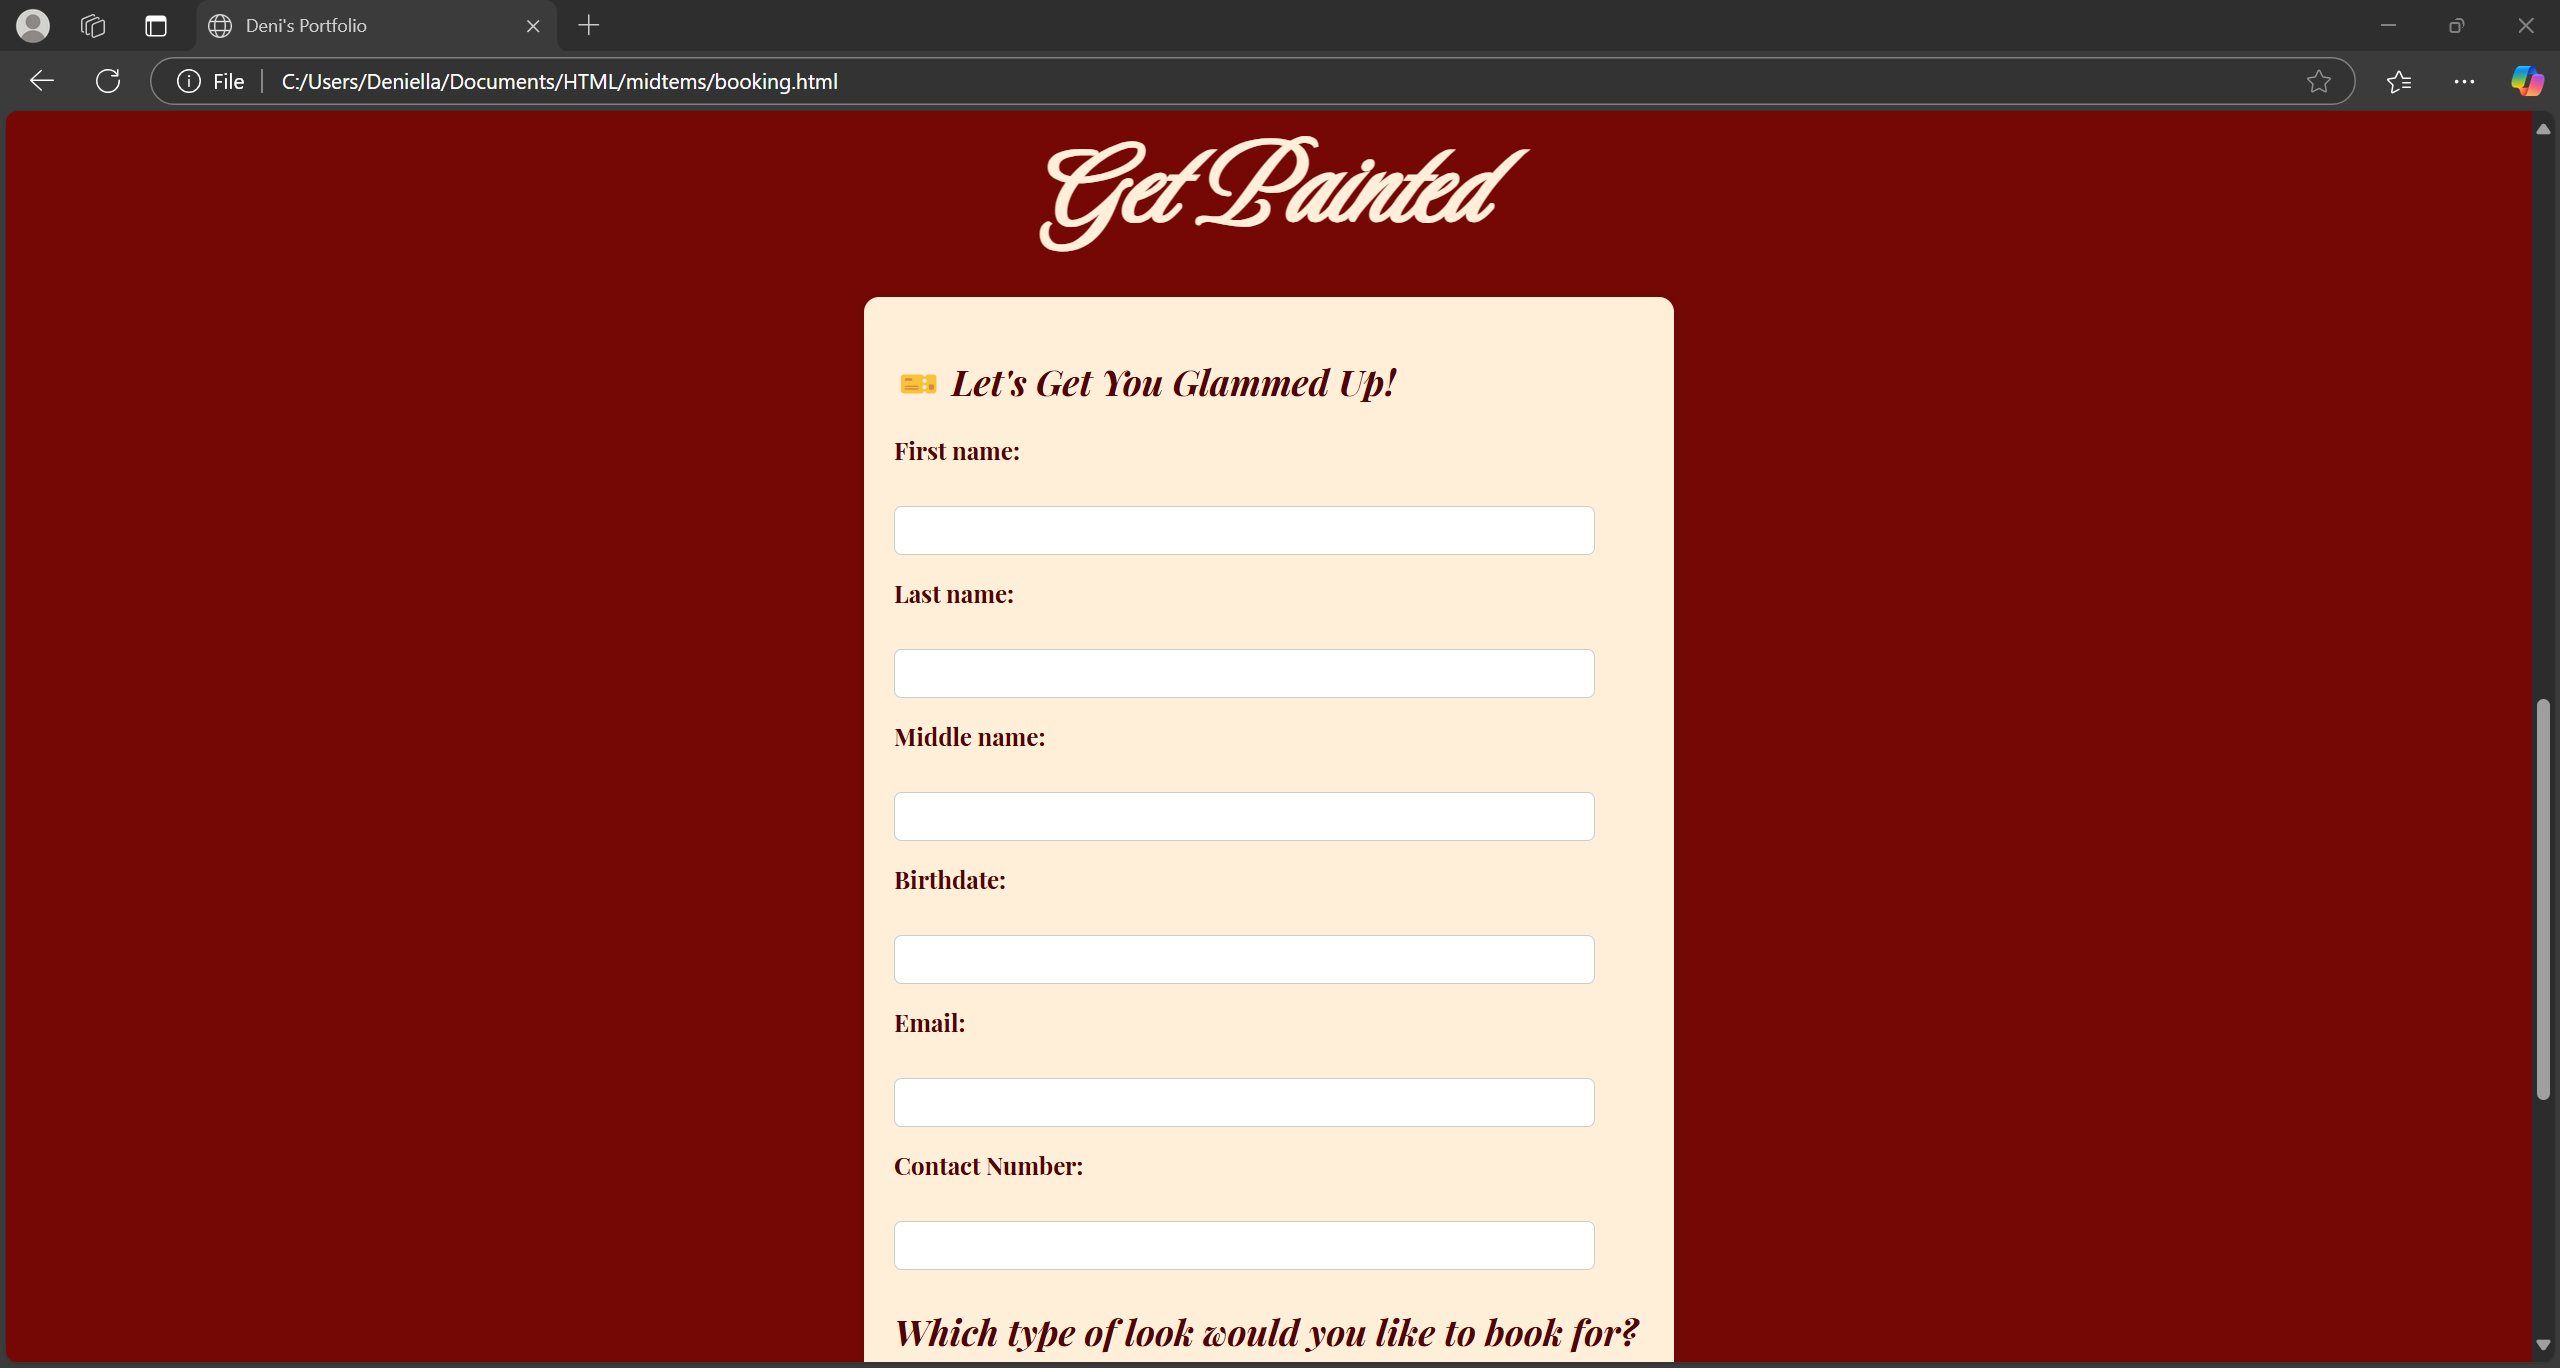 Deni's Portfolio
File
C:/Users/Deniella/Documents/HTML/midtems/booking.html
Get Painted
🎫 Let's Get You Glammed Up!
First name:
Last name:
Middle name:
Birthdate:
Email:
Contact Number:
Which type of look would you like to book for?